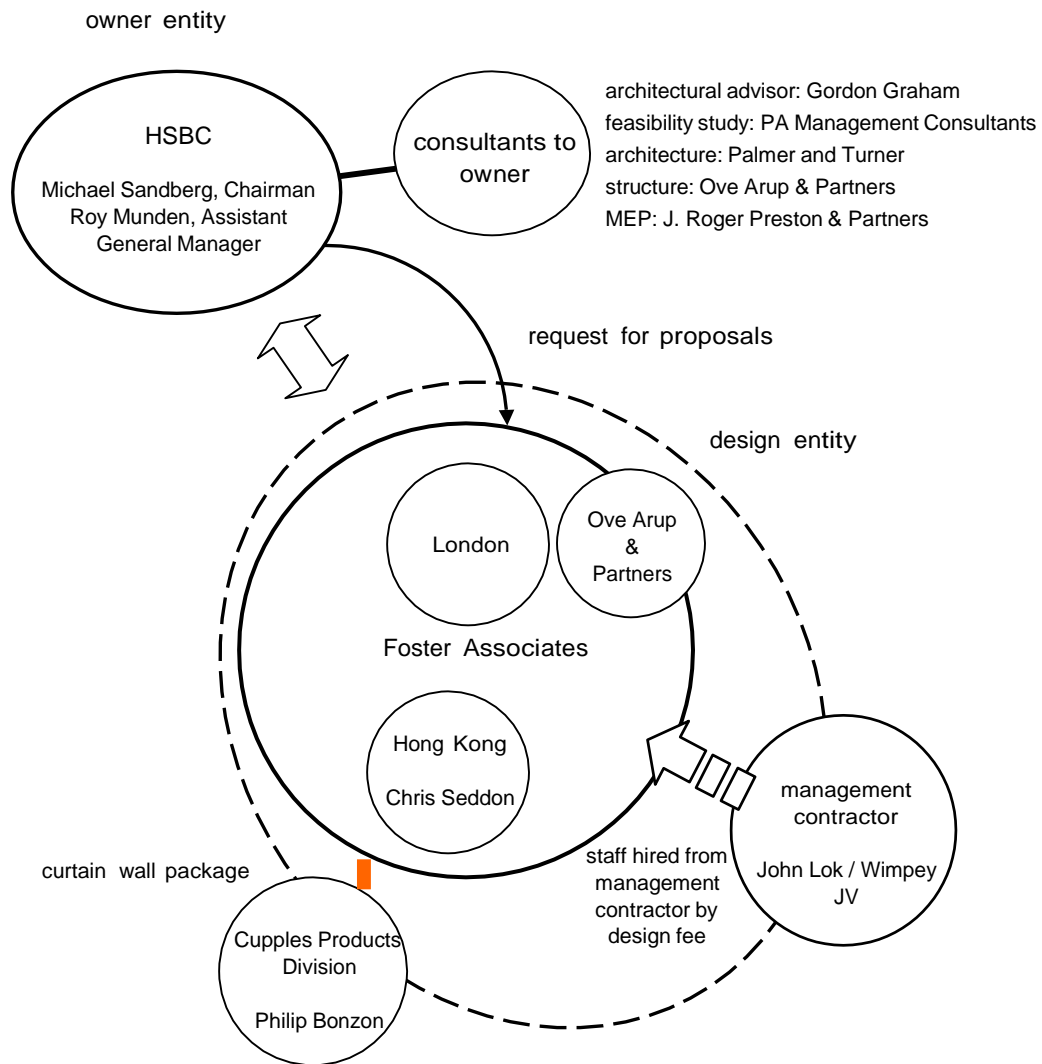 owner entity
HSBC
Michael Sandberg, Chairman
Roy Munden, Assistant
General Manager
consultants to
owner
architectural advisor: Gordon Graham
feasibility study: PA Management Consultants
architecture: Palmer and Turner
structure: Ove Arup & Partners
MEP: J. Roger Preston & Partners
request for proposals
design entity
London
Ove Arup
&
Partners
Foster Associates
Hong Kong
Chris Seddon
management
contractor
John Lok / Wimpey
JV
staff hired from
management
contractor by
design fee
curtain wall package
Cupples Products
Division
Philip Bonzon